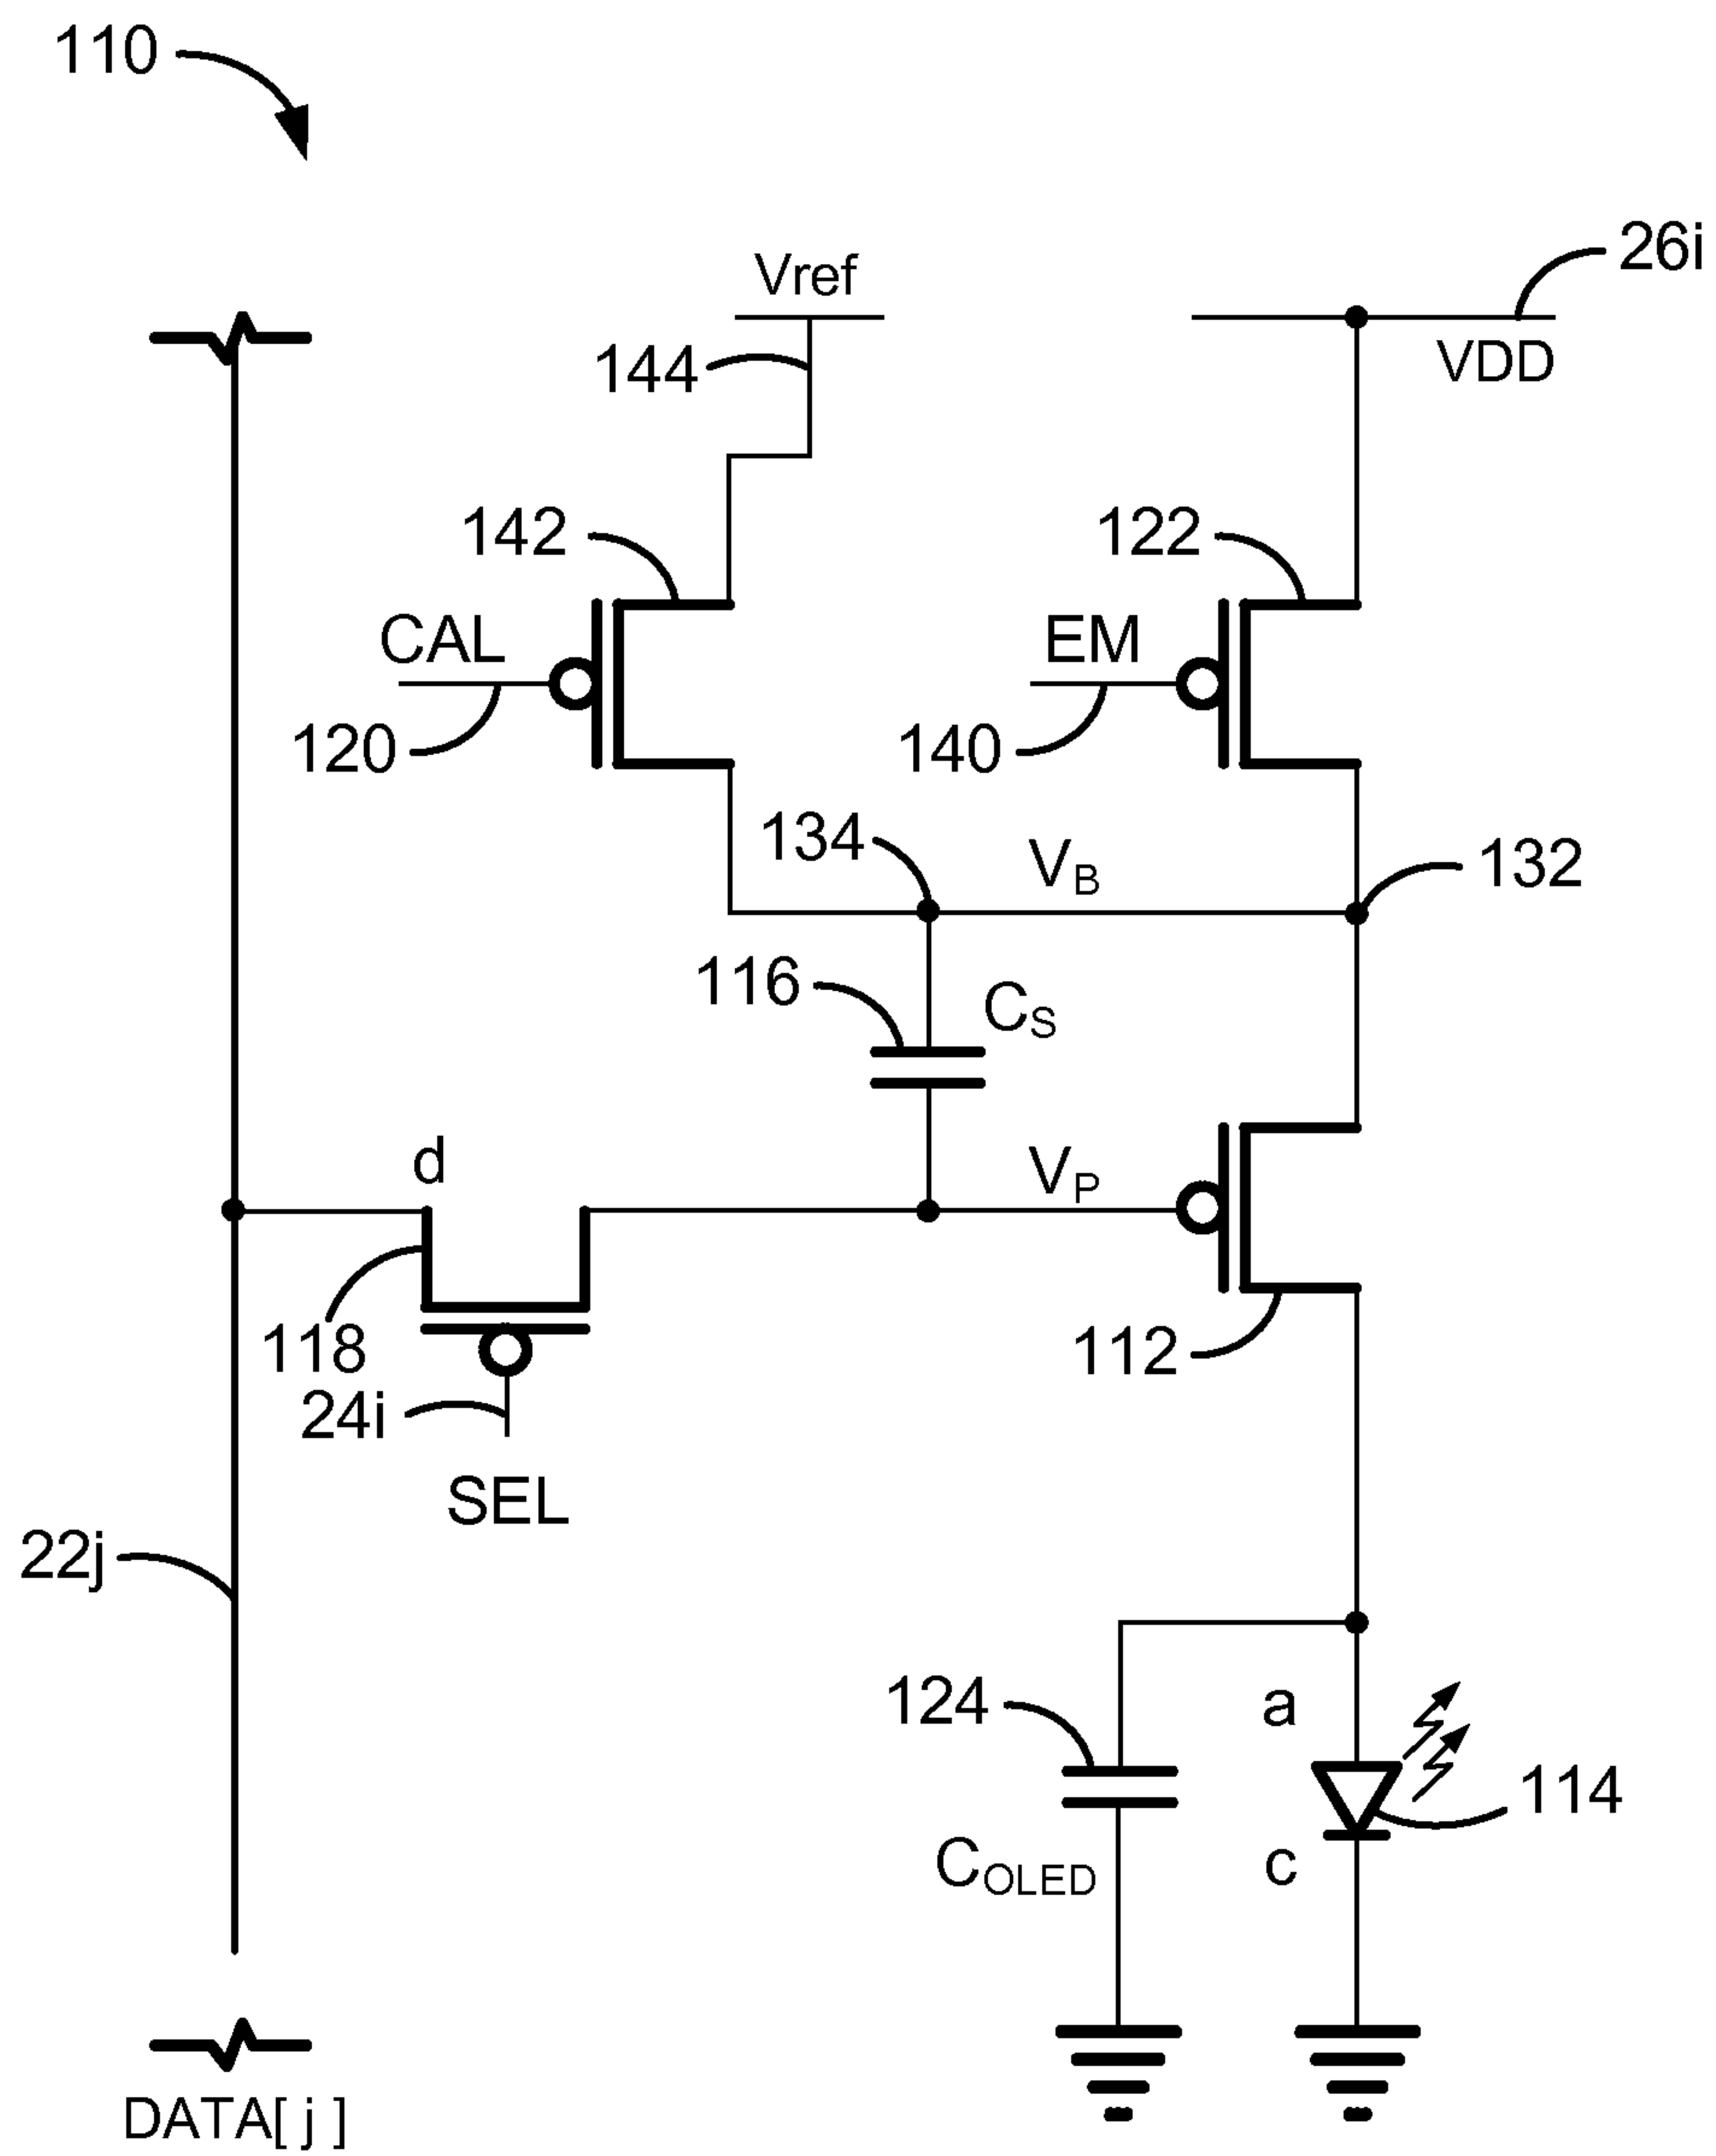 110
26i
Vref
VDD
144
142
122
CAL
EM
120
140
134
VB
132
116
CS
d
VP
118
112
24i
SEL
22j
124
a
114
COLED
c
DATA[ j ]